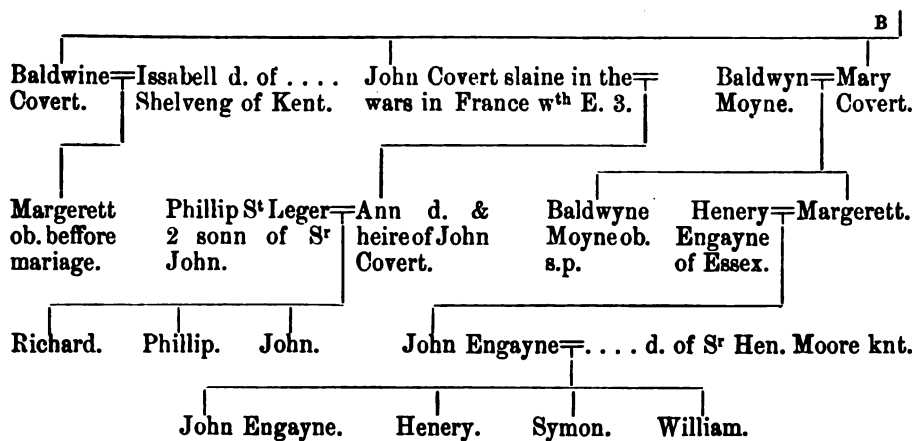 B
Baldwine Issabell d. of . . . . John Covert slaine in the Baldwyn Mary
Covert. Shelveng of Kent. wars in France wth E. 3. Moyne. Covert.
Margerett Phillip St Leger Ann d. & Baldwyne Henery Margerett.
ob. beffore 2 sonn of Sr heire of John Moyne ob. Engayne
mariage. John. Covert. s.p. of Essex.
Richard. Phillip. John. John Engayne . . . . d. of Sr Hen. Moore knt.
John Engayne. Henery. Symon. William.